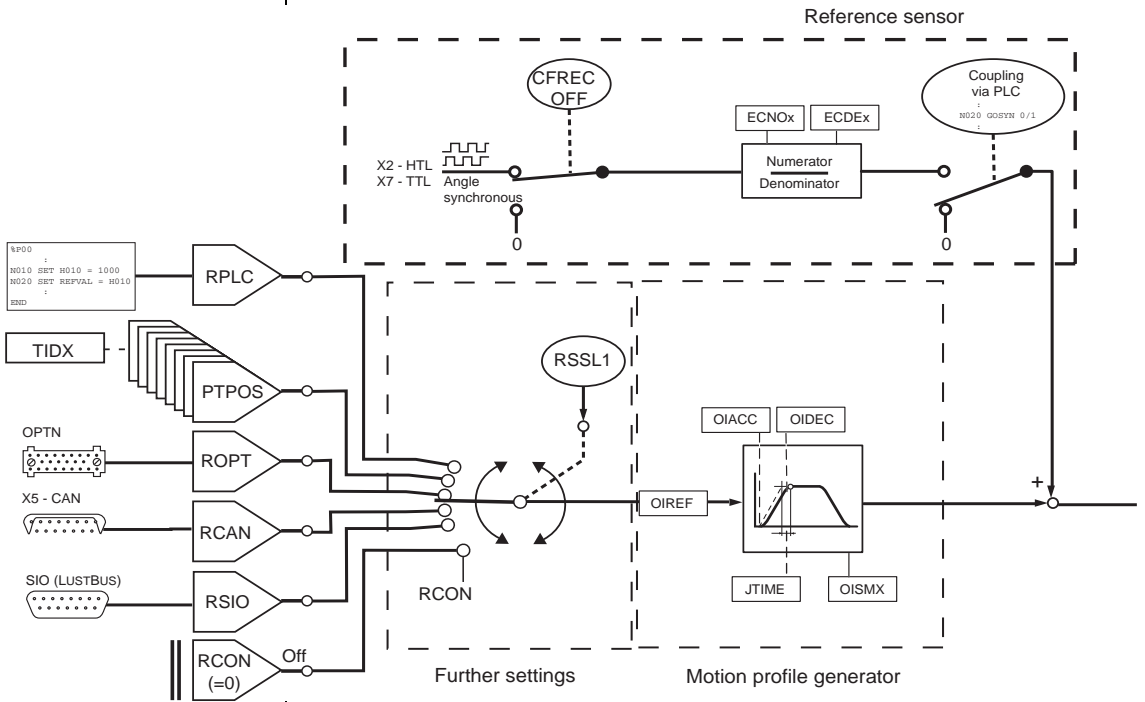 Reference sensor
CFREC
OFF
Coupling
via PLC
:
N020 GOSYN 0/1
:
ECNOx
ECDEx
X2 - HTL
X7 - TTL
Angle
synchronous
Numerator
Denominator
0
0
%P00
:
N010 SET H010 = 1000
N020 SET REFVAL = H010
:
END
RPLC
TIDX
PTPOS
RSSL1
OPTN
ROPT
OIACC
OIDEC
X5 - CAN
RCAN
OIREF
+
SIO (LUSTBUS)
RSIO
RCON
JTIME
OISMX
RCON
(=0)
Off
Further settings
Motion profile generator